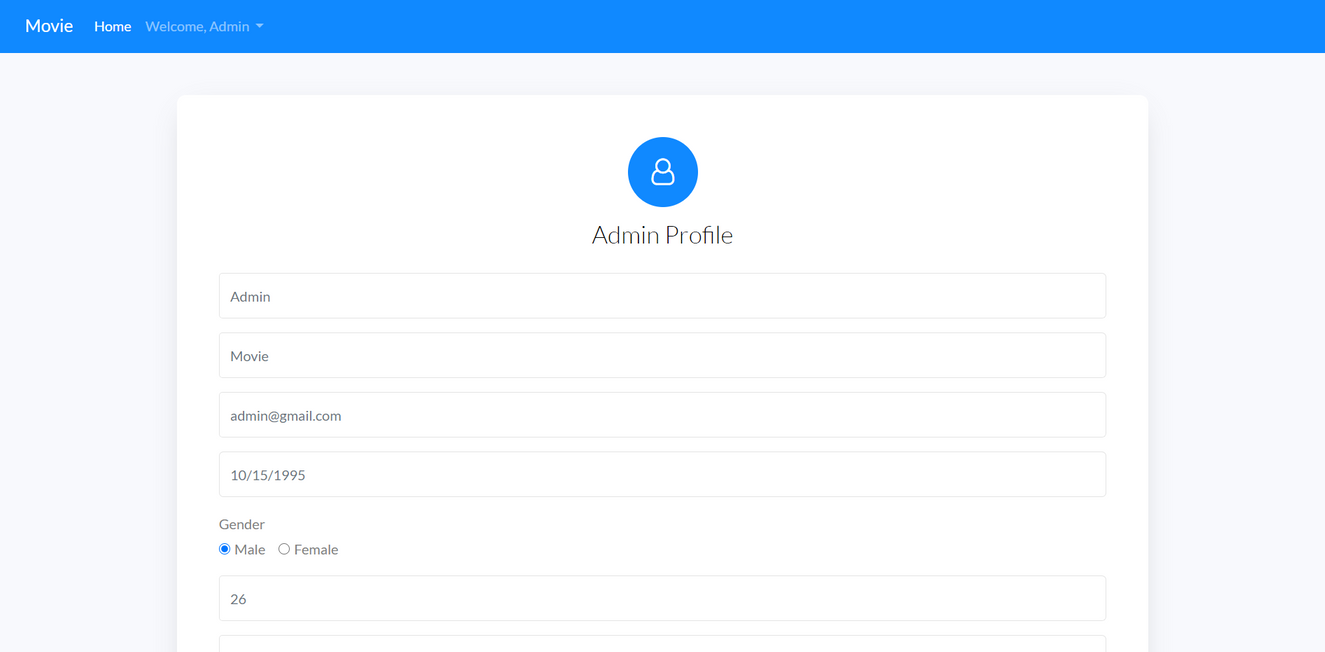 Movie Home Welcome, Admin
Admin Profile
Admin
Movie
admin@gmail.com
10/15/1995
Gender
Male Female
26